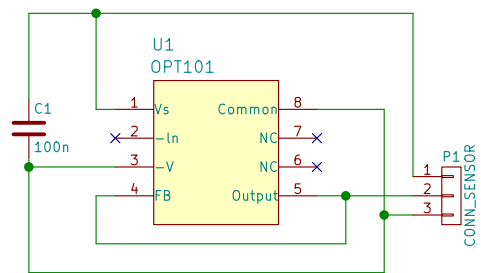 U1
OPT101
C1
100n
1 Vs
2 -In
3 -V
4 FB
Common 8
NC 7
NC 6
Output 5
P1
1
2
3
CONN_SENSOR